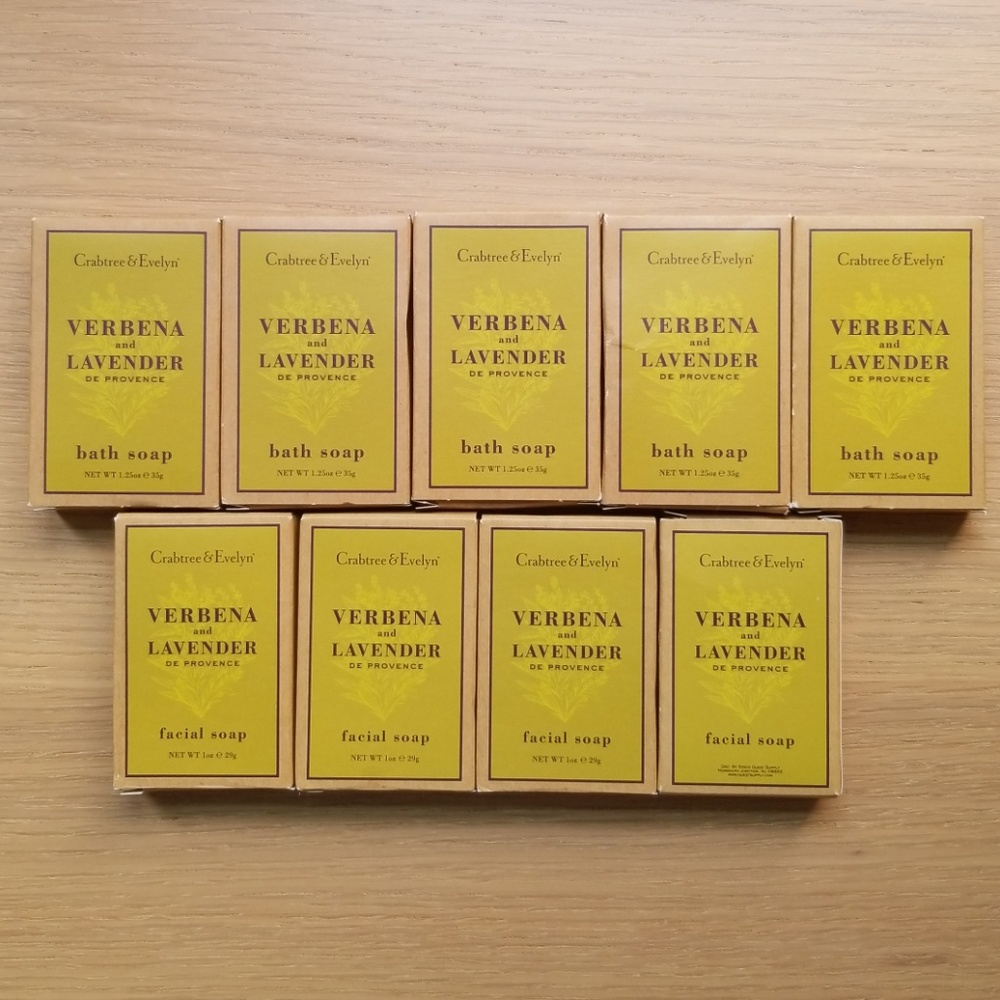 Crabtree & Evelyn®
VERBENA
and
LAVENDER
DE PROVENCE
bath soap
NET WT 1.25oz ℮ 35g
Crabtree & Evelyn®
VERBENA
and
LAVENDER
DE PROVENCE
bath soap
NET WT 1.25oz ℮ 35g
Crabtree & Evelyn®
VERBENA
and
LAVENDER
DE PROVENCE
bath soap
NET WT 1.25oz ℮ 35g
Crabtree & Evelyn®
VERBENA
and
LAVENDER
DE PROVENCE
bath soap
NET WT 1.25oz ℮ 35g
Crabtree & Evelyn®
VERBENA
and
LAVENDER
DE PROVENCE
bath soap
NET WT 1.25oz ℮ 35g
Crabtree & Evelyn®
VERBENA
and
LAVENDER
DE PROVENCE
facial soap
NET WT 1oz ℮ 29g
Crabtree & Evelyn®
VERBENA
and
LAVENDER
DE PROVENCE
facial soap
NET WT 1oz ℮ 29g
Crabtree & Evelyn®
VERBENA
and
LAVENDER
DE PROVENCE
facial soap
NET WT 1oz ℮ 29g
Crabtree & Evelyn®
VERBENA
and
LAVENDER
DE PROVENCE
facial soap